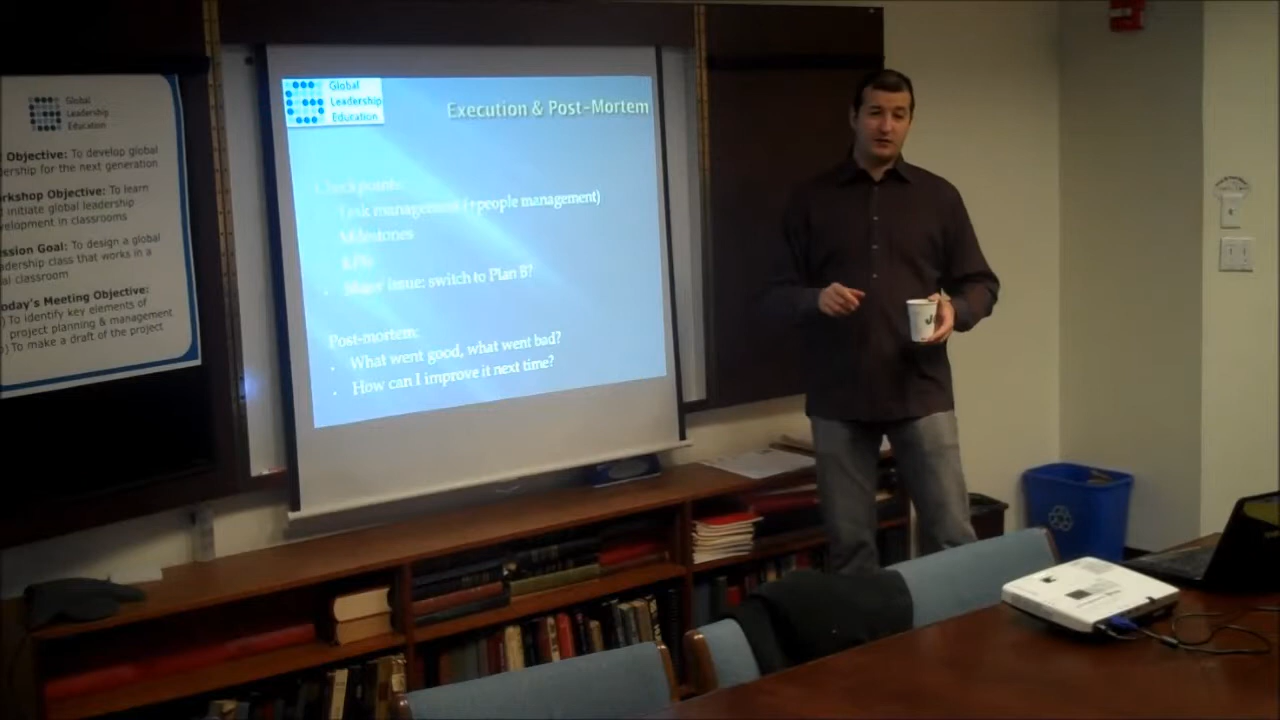 Global
Leadership
Education
Objective: To develop global
ership for the next generation
rkshop Objective: To learn
initiate global leadership
velopment in classrooms
ssion Goal: To design a global
adership class that works in a
al classroom
oday's Meeting Objective:
) To identify key elements of
project planning & management
) To make a draft of the project
Global
Leadership
Education
Execution & Post-Mortem
Checkpoints:
Task management (+people management)
Milestones
KPIs
• Major issue: switch to Plan B?
Post-mortem:
• What went good, what went bad?
• How can I improve it next time?